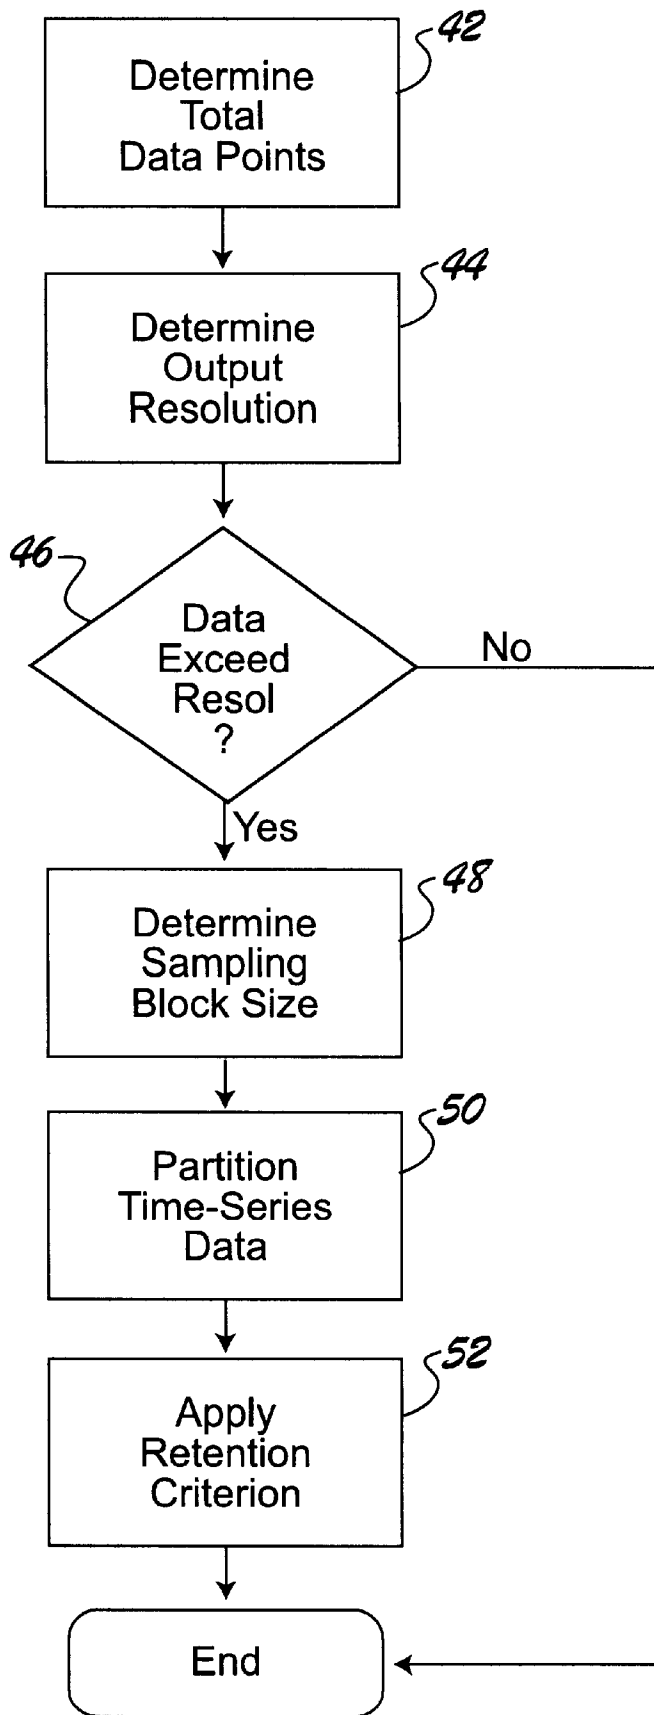 42
Determine
Total
Data Points
44
Determine
Output
Resolution
46
Data
Exceed
Resol
?
No
Yes
48
Determine
Sampling
Block Size
50
Partition
Time-Series
Data
52
Apply
Retention
Criterion
End